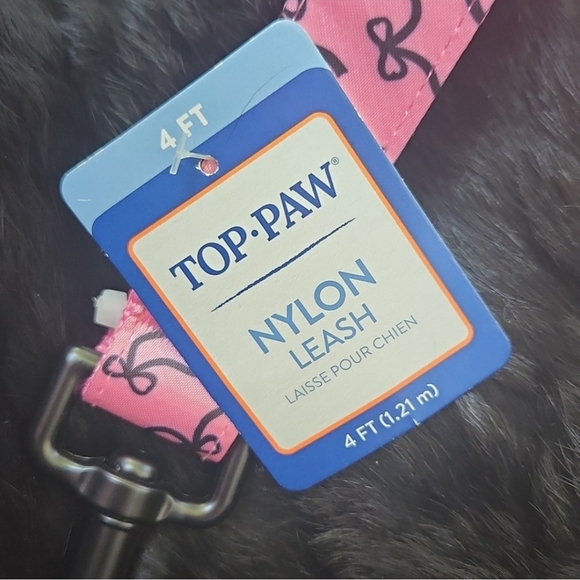 4 FT
TOP·PAW®
NYLON
LEASH
LAISSE POUR CHIEN
4 FT (1.21 m)